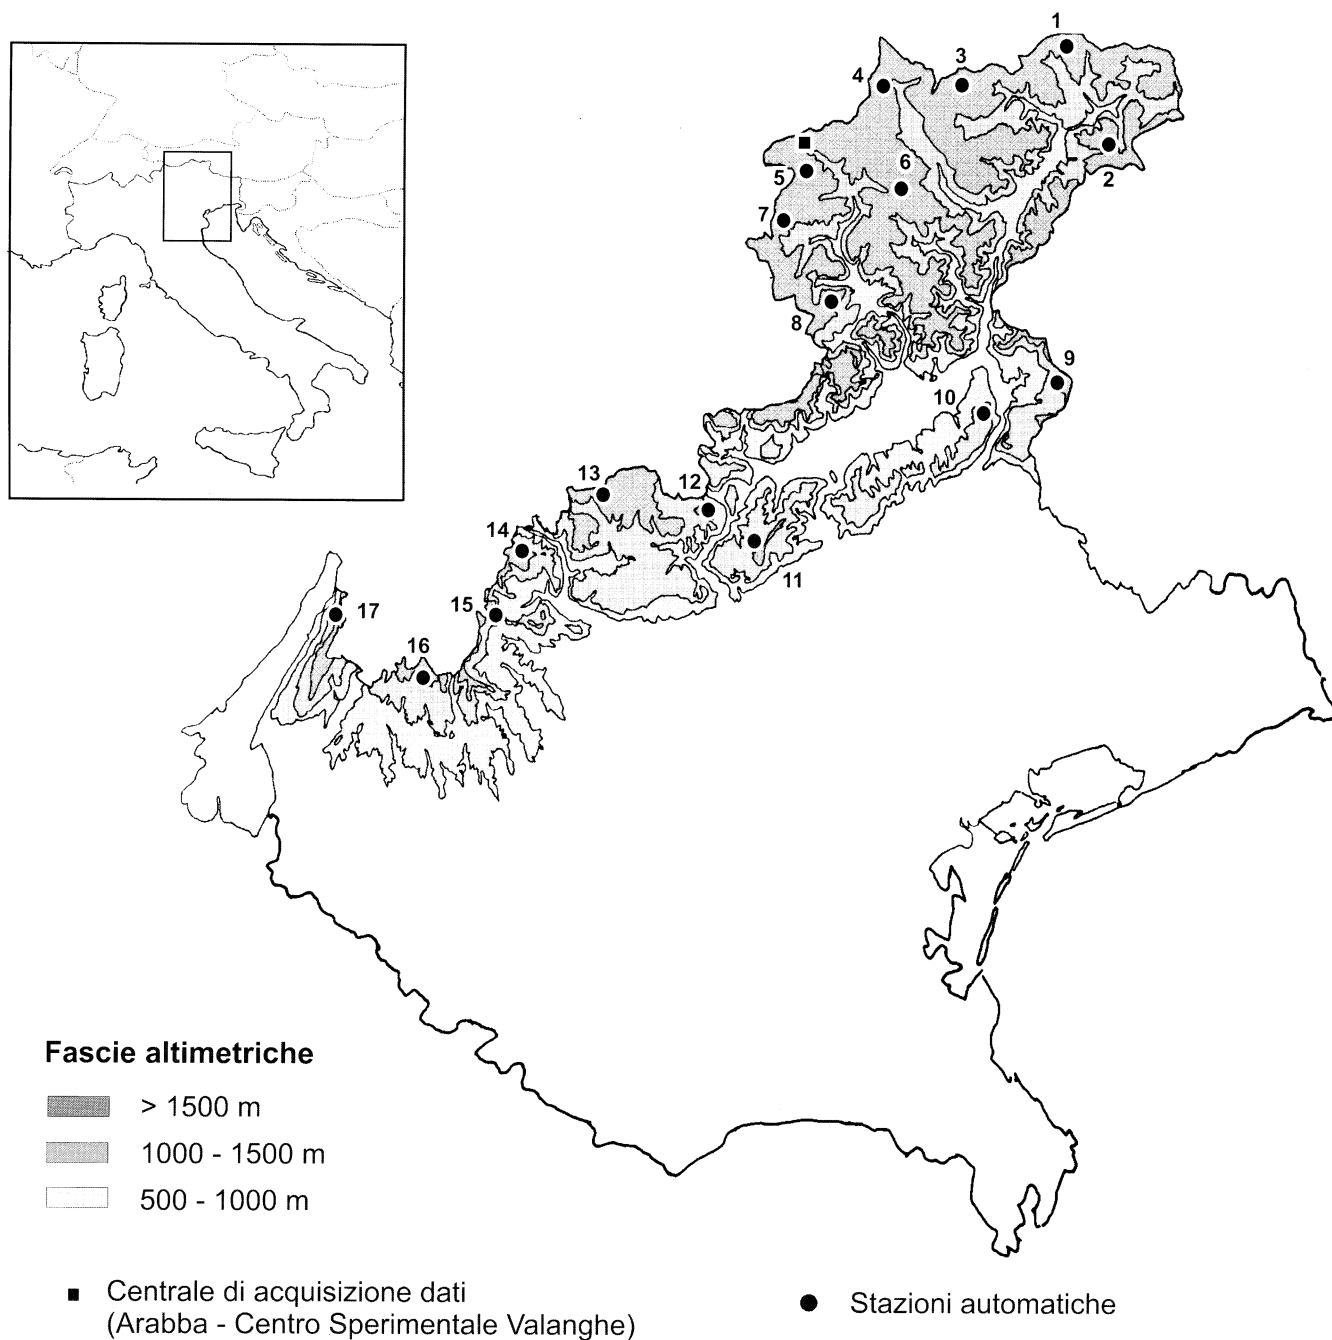 1
3
4
2
5
6
7
8
9
10
13
12
14
11
17
15
16
Fascie altimetriche
> 1500 m
1000 - 1500 m
500 - 1000 m
Centrale di acquisizione dati
(Arabba - Centro Sperimentale Valanghe)
Stazioni automatiche